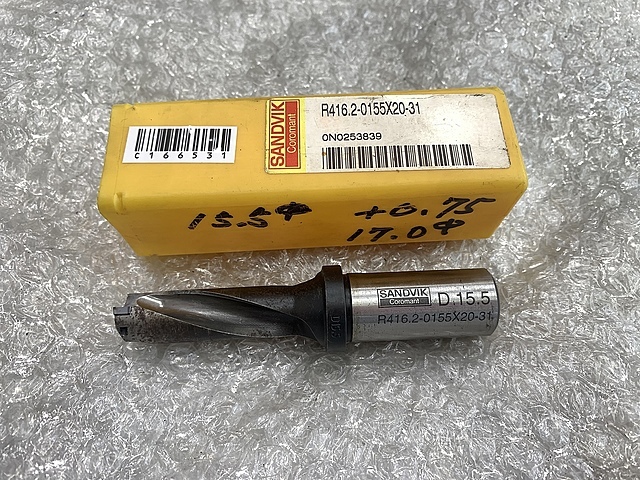 R416.2-0155X20-31
SANDVIK
Coromant
0N0253839
C166531
15.5Φ +0.75
17.0Φ
SANDVIK
Coromant
D.15.5
R416.2-0155X20-31